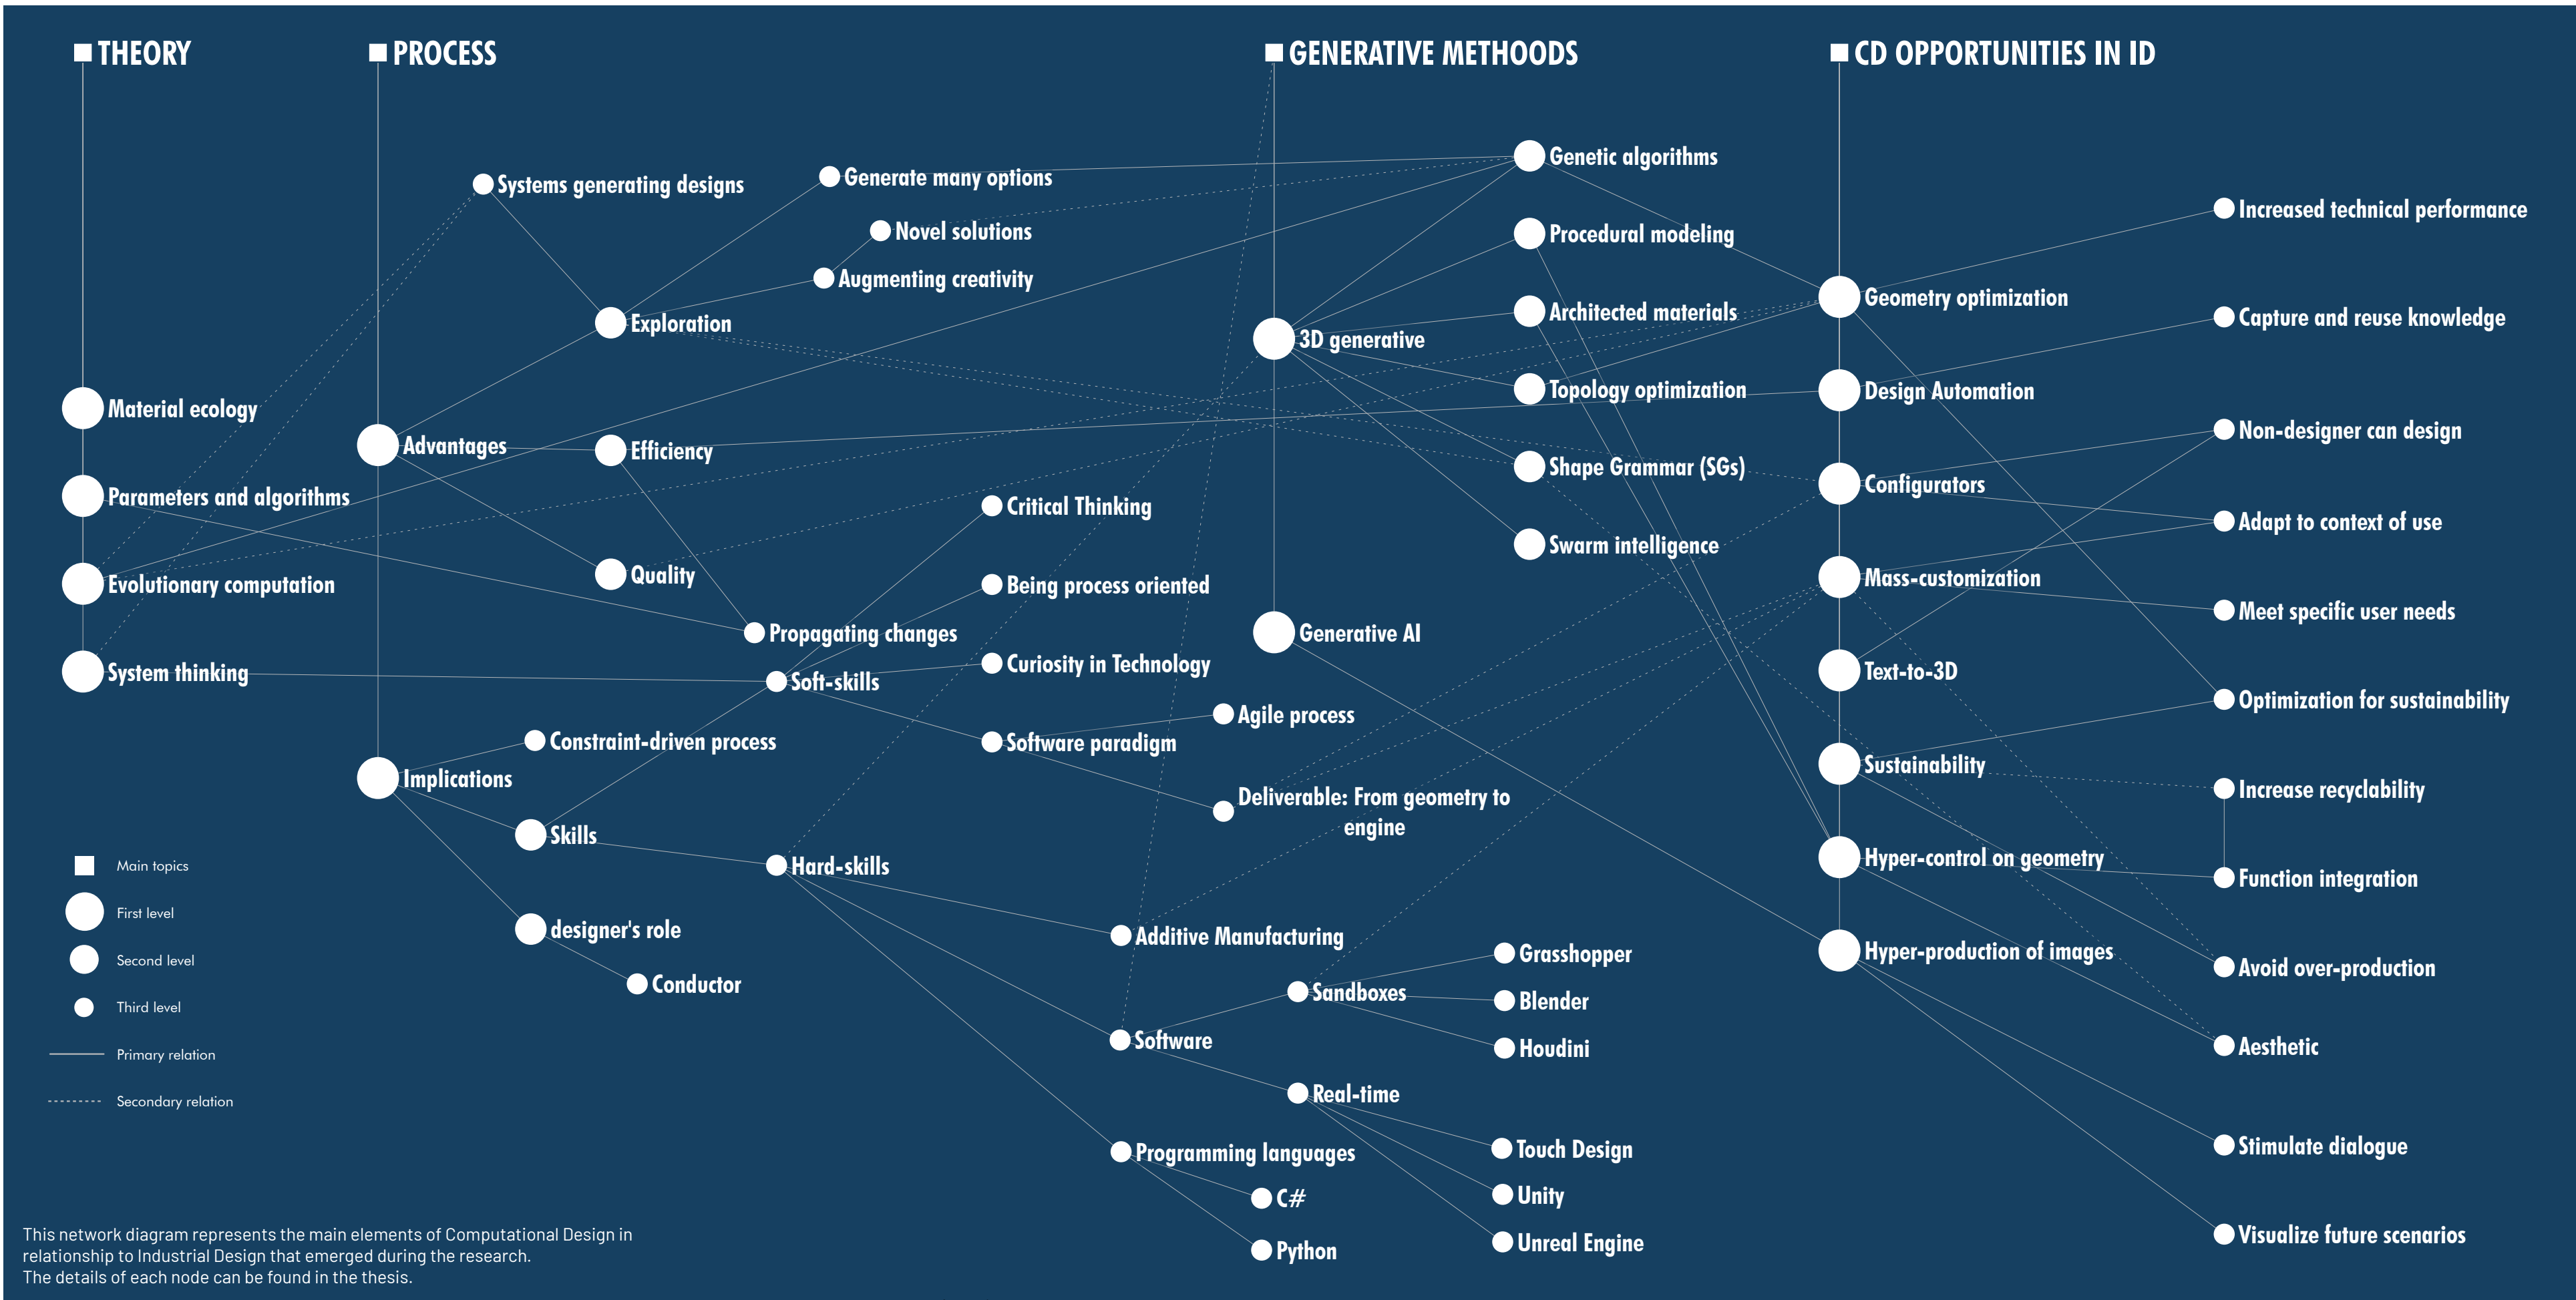 THEORY
PROCESS
GENERATIVE METHOODS
CD OPPORTUNITIES IN ID
Material ecology
Parameters and algorithms
Evolutionary computation
System thinking
Systems generating designs
Generate many options
Novel solutions
Augmenting creativity
Exploration
Advantages
Efficiency
Quality
Propagating changes
Critical Thinking
Being process oriented
Curiosity in Technology
Soft-skills
Software paradigm
Agile process
Deliverable: From geometry to
engine
Constraint-driven process
Implications
Skills
Hard-skills
designer's role
Conductor
Additive Manufacturing
Software
Sandboxes
Grasshopper
Blender
Houdini
Real-time
Touch Design
Unity
Unreal Engine
Programming languages
C#
Python
3D generative
Generative AI
Genetic algorithms
Procedural modeling
Architected materials
Topology optimization
Shape Grammar (SGs)
Swarm intelligence
Geometry optimization
Design Automation
Configurators
Mass-customization
Text-to-3D
Sustainability
Hyper-control on geometry
Hyper-production of images
Increased technical performance
Capture and reuse knowledge
Non-designer can design
Adapt to context of use
Meet specific user needs
Optimization for sustainability
Increase recyclability
Function integration
Avoid over-production
Aesthetic
Stimulate dialogue
Visualize future scenarios
Main topics
First level
Second level
Third level
Primary relation
Secondary relation
This network diagram represents the main elements of Computational Design in
relationship to Industrial Design that emerged during the research.
The details of each node can be found in the thesis.